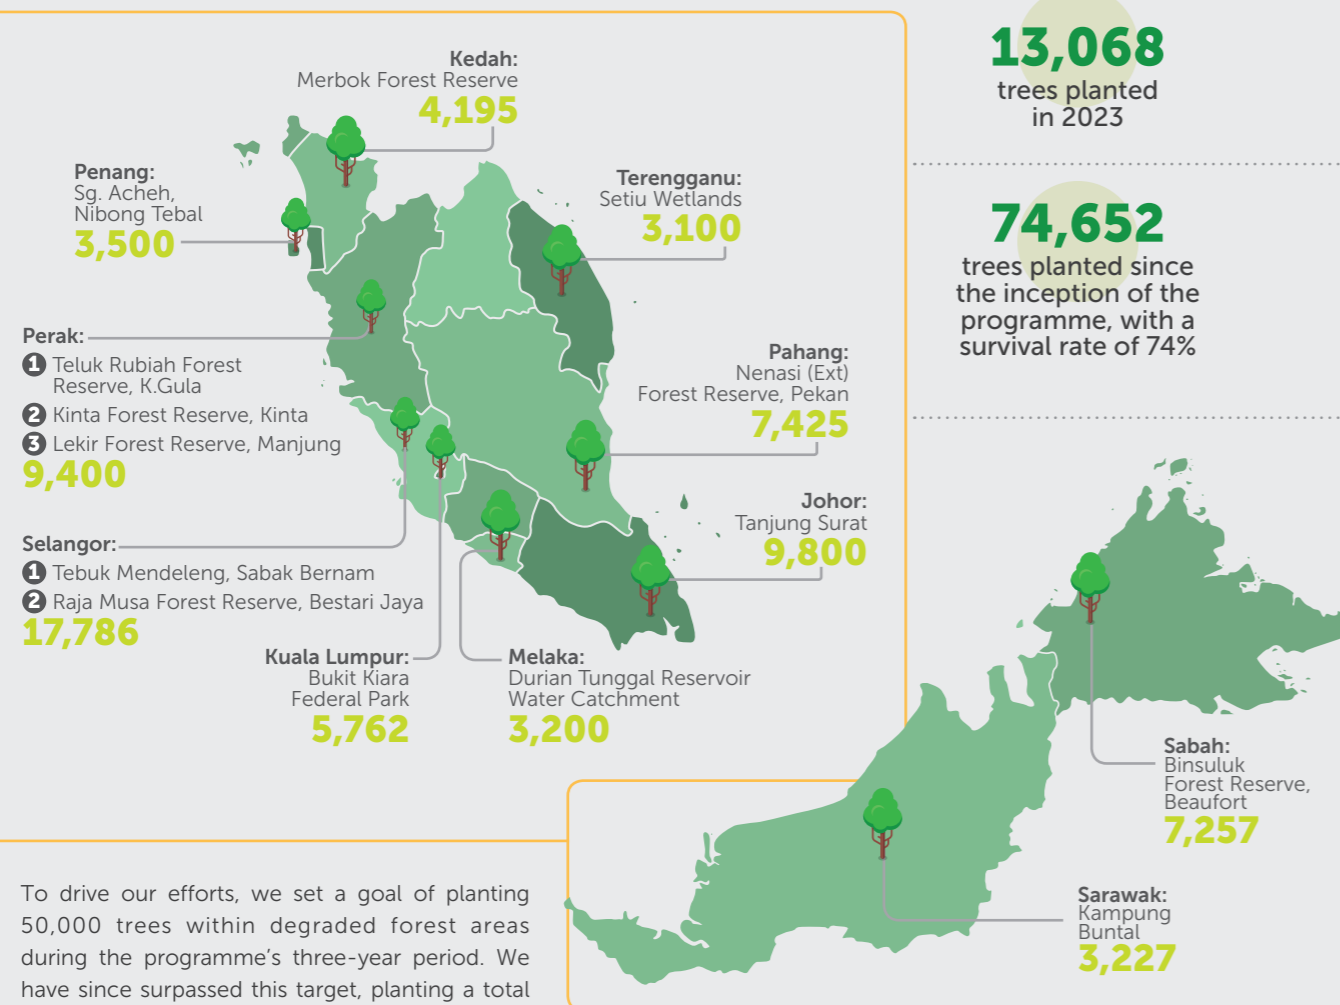 Kedah:
Merbok Forest Reserve
4,195
Penang:
Sg. Acheh,
Nibong Tebal
3,500
Terengganu:
Setiu Wetlands
3,100
Perak:
1 Teluk Rubiah Forest
Reserve, K.Gula
2 Kinta Forest Reserve, Kinta
3 Lekir Forest Reserve, Manjung
9,400
Pahang:
Nenasi (Ext)
Forest Reserve, Pekan
7,425
Johor:
Tanjung Surat
9,800
Selangor:
1 Tebuk Mendeleng, Sabak Bernam
2 Raja Musa Forest Reserve, Bestari Jaya
17,786
Kuala Lumpur:
Bukit Kiara
Federal Park
5,762
Melaka:
Durian Tunggal Reservoir
Water Catchment
3,200
13,068
trees planted
in 2023
74,652
trees planted since
the inception of the
programme, with a
survival rate of 74%
Sabah:
Binsuluk
Forest Reserve,
Beaufort
7,257
Sarawak:
Kampung
Buntal
3,227
To drive our efforts, we set a goal of planting
50,000 trees within degraded forest areas
during the programme's three-year period. We
have since surpassed this target, planting a total